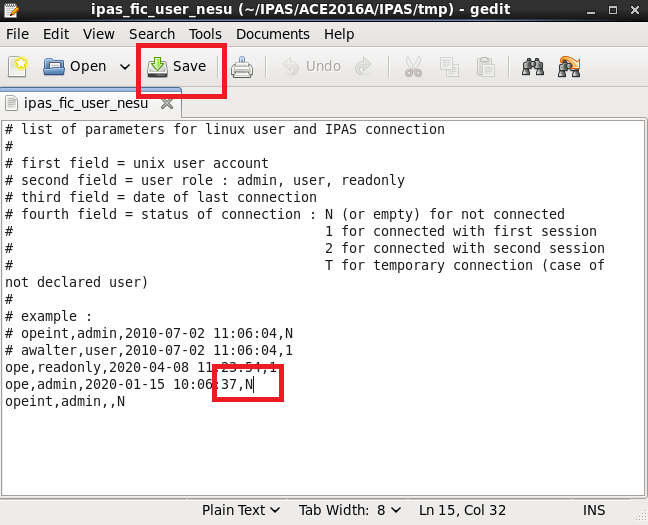 ipas_fic_user_nesu (~/IPAS/ACE2016A/IPAS/tmp) - gedit
File Edit View Search Tools Documents Help
Open Save Undo
ipas_fic_user_nesu
# list of parameters for linux user and IPAS connection
#
# first field = unix user account
# second field = user role : admin, user, readonly
# third field = date of last connection
# fourth field = status of connection : N (or empty) for not connected
# 1 for connected with first session
# 2 for connected with second session
# T for temporary connection (case of
not declared user)
#
# example :
# opeint,admin,2010-07-02 11:06:04,N
# awalter,user,2010-07-02 11:06:04,1
ope,readonly,2020-04-08 11:23:54,1
ope,admin,2020-01-15 10:06:37,N
opeint,admin,,N
Plain Text Tab Width: 8 Ln 15, Col 32 INS